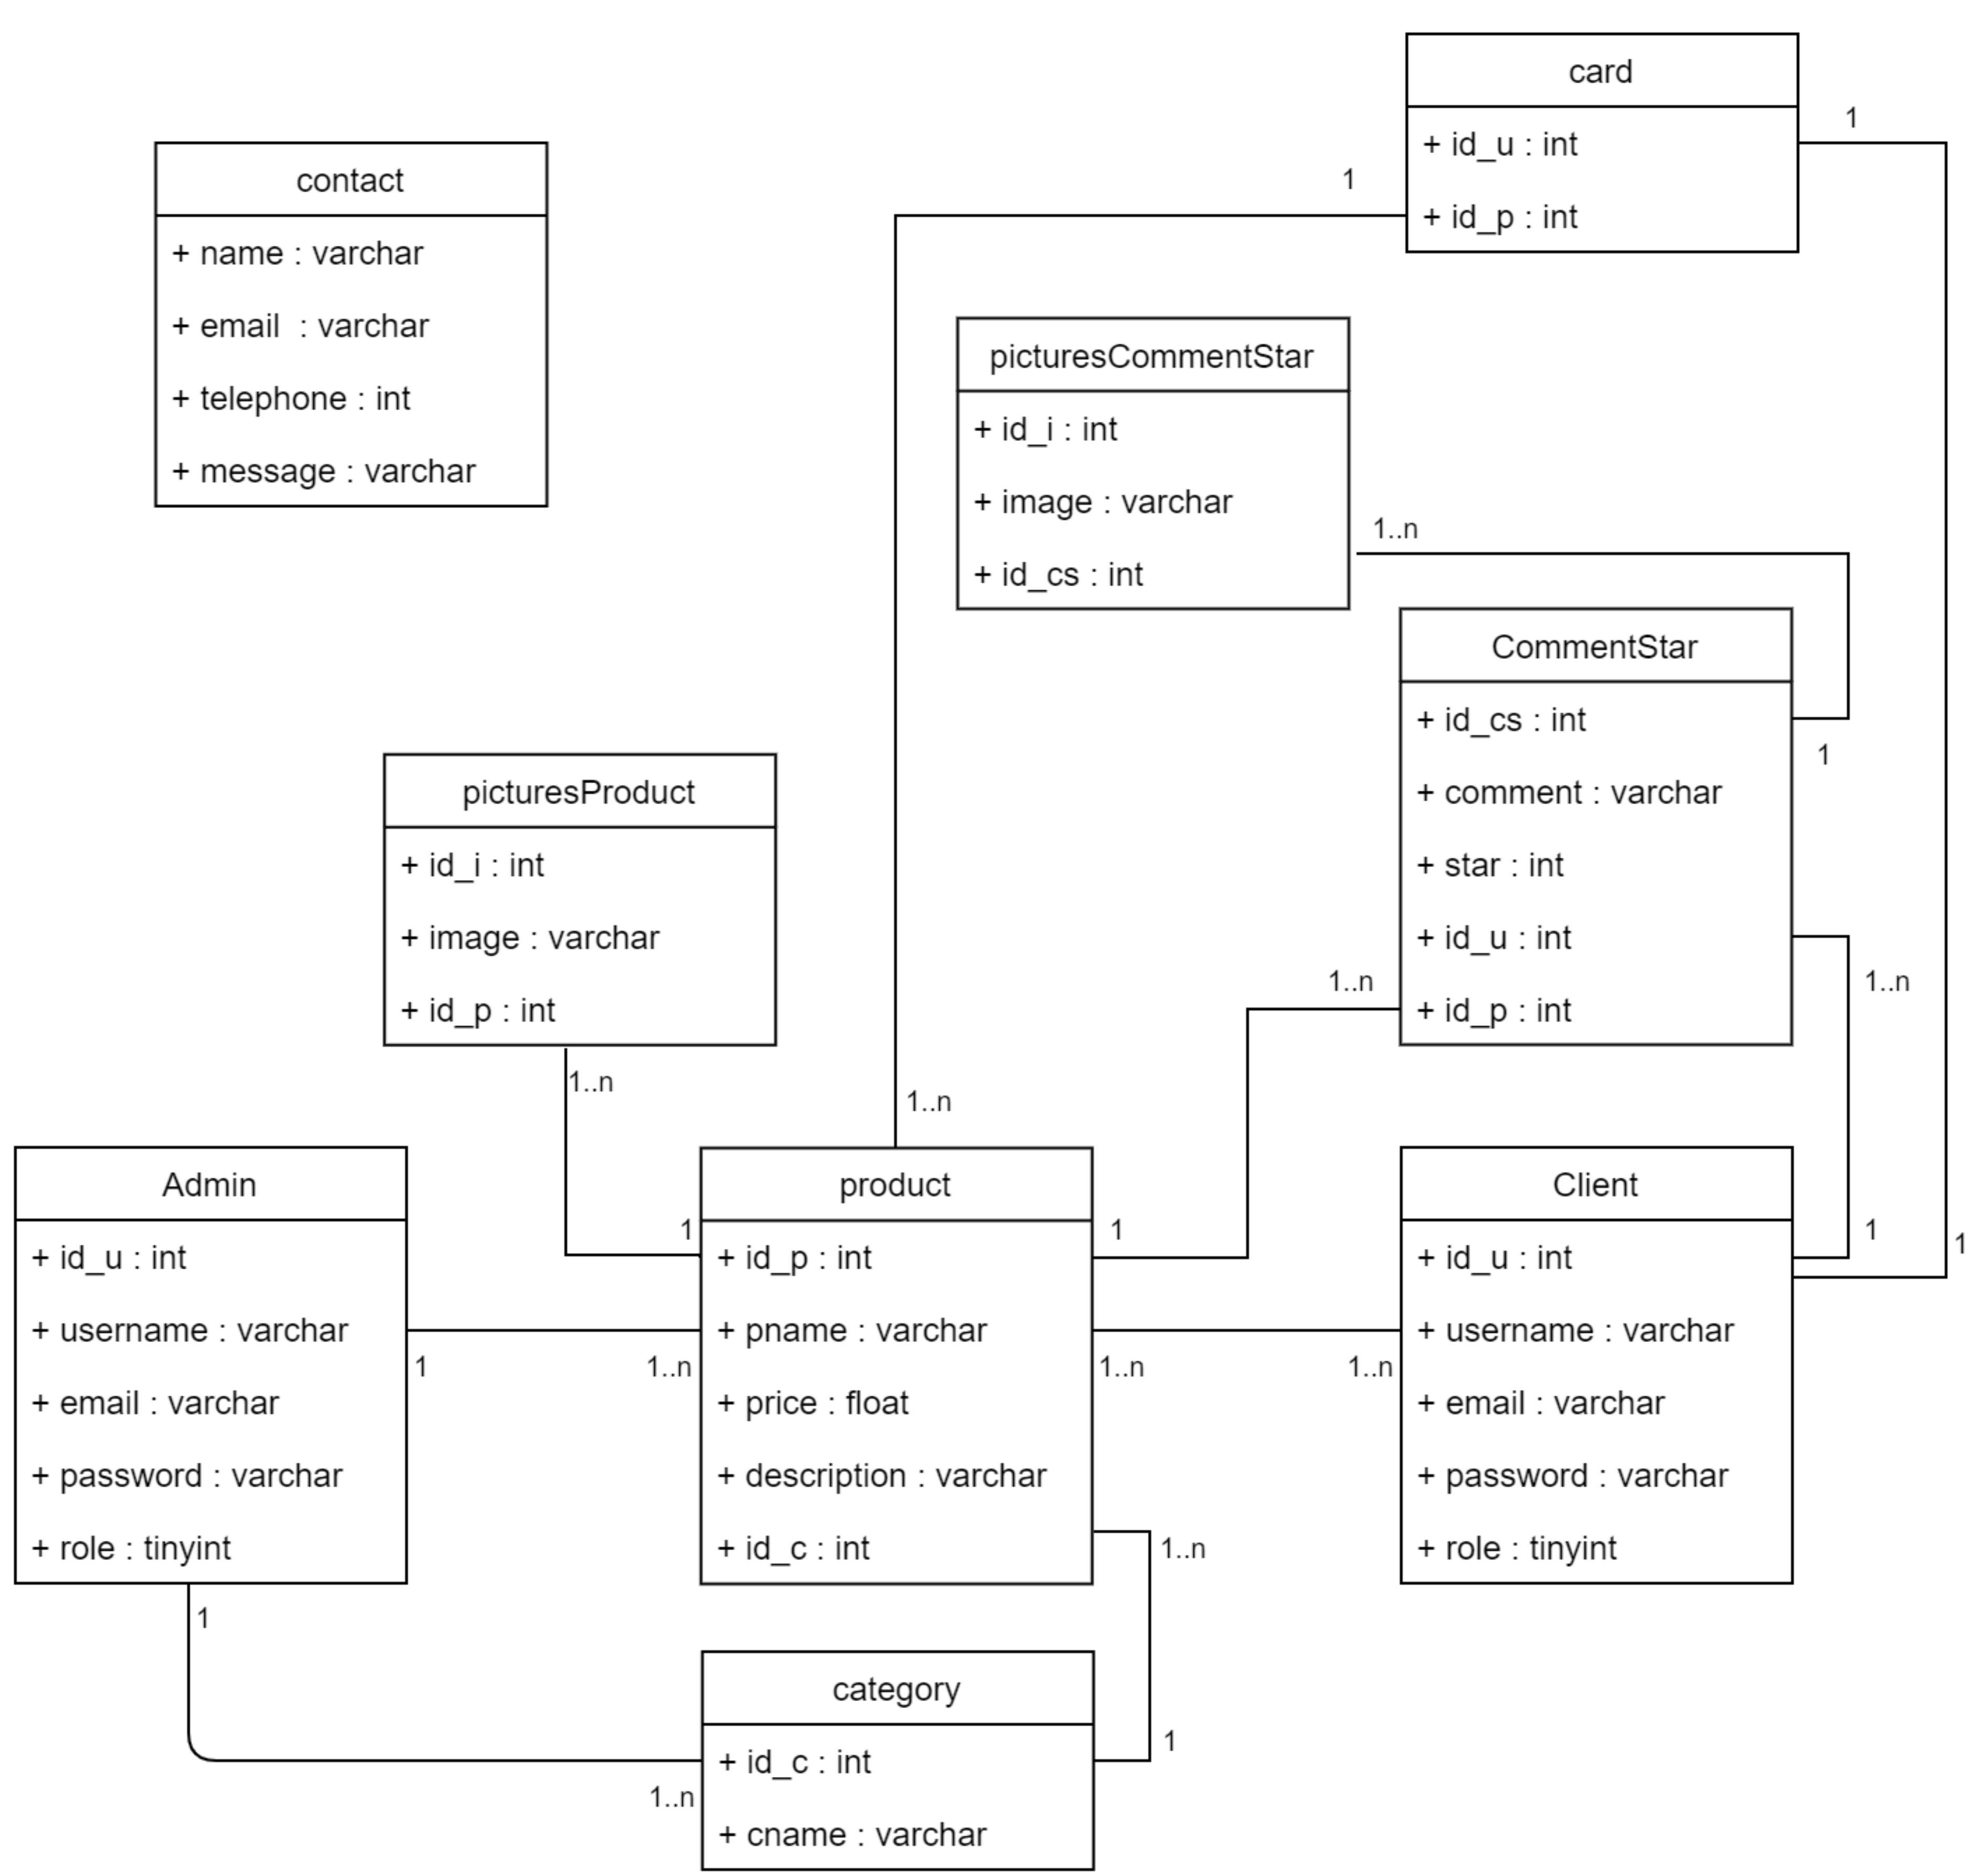 card
+ id_u : int
+ id_p : int
1
1
contact
+ name : varchar
+ email  : varchar
+ telephone : int
+ message : varchar
picturesCommentStar
+ id_i : int
+ image : varchar
+ id_cs : int
1..n
CommentStar
+ id_cs : int
+ comment : varchar
+ star : int
+ id_u : int
+ id_p : int
1
1..n
1..n
picturesProduct
+ id_i : int
+ image : varchar
+ id_p : int
1..n
1..n
Admin
+ id_u : int
+ username : varchar
+ email : varchar
+ password : varchar
+ role : tinyint
1
1
1..n
product
+ id_p : int
+ pname : varchar
+ price : float
+ description : varchar
+ id_c : int
1
1
1..n
1..n
1..n
Client
+ id_u : int
+ username : varchar
+ email : varchar
+ password : varchar
+ role : tinyint
1
1
category
+ id_c : int
+ cname : varchar
1
1..n